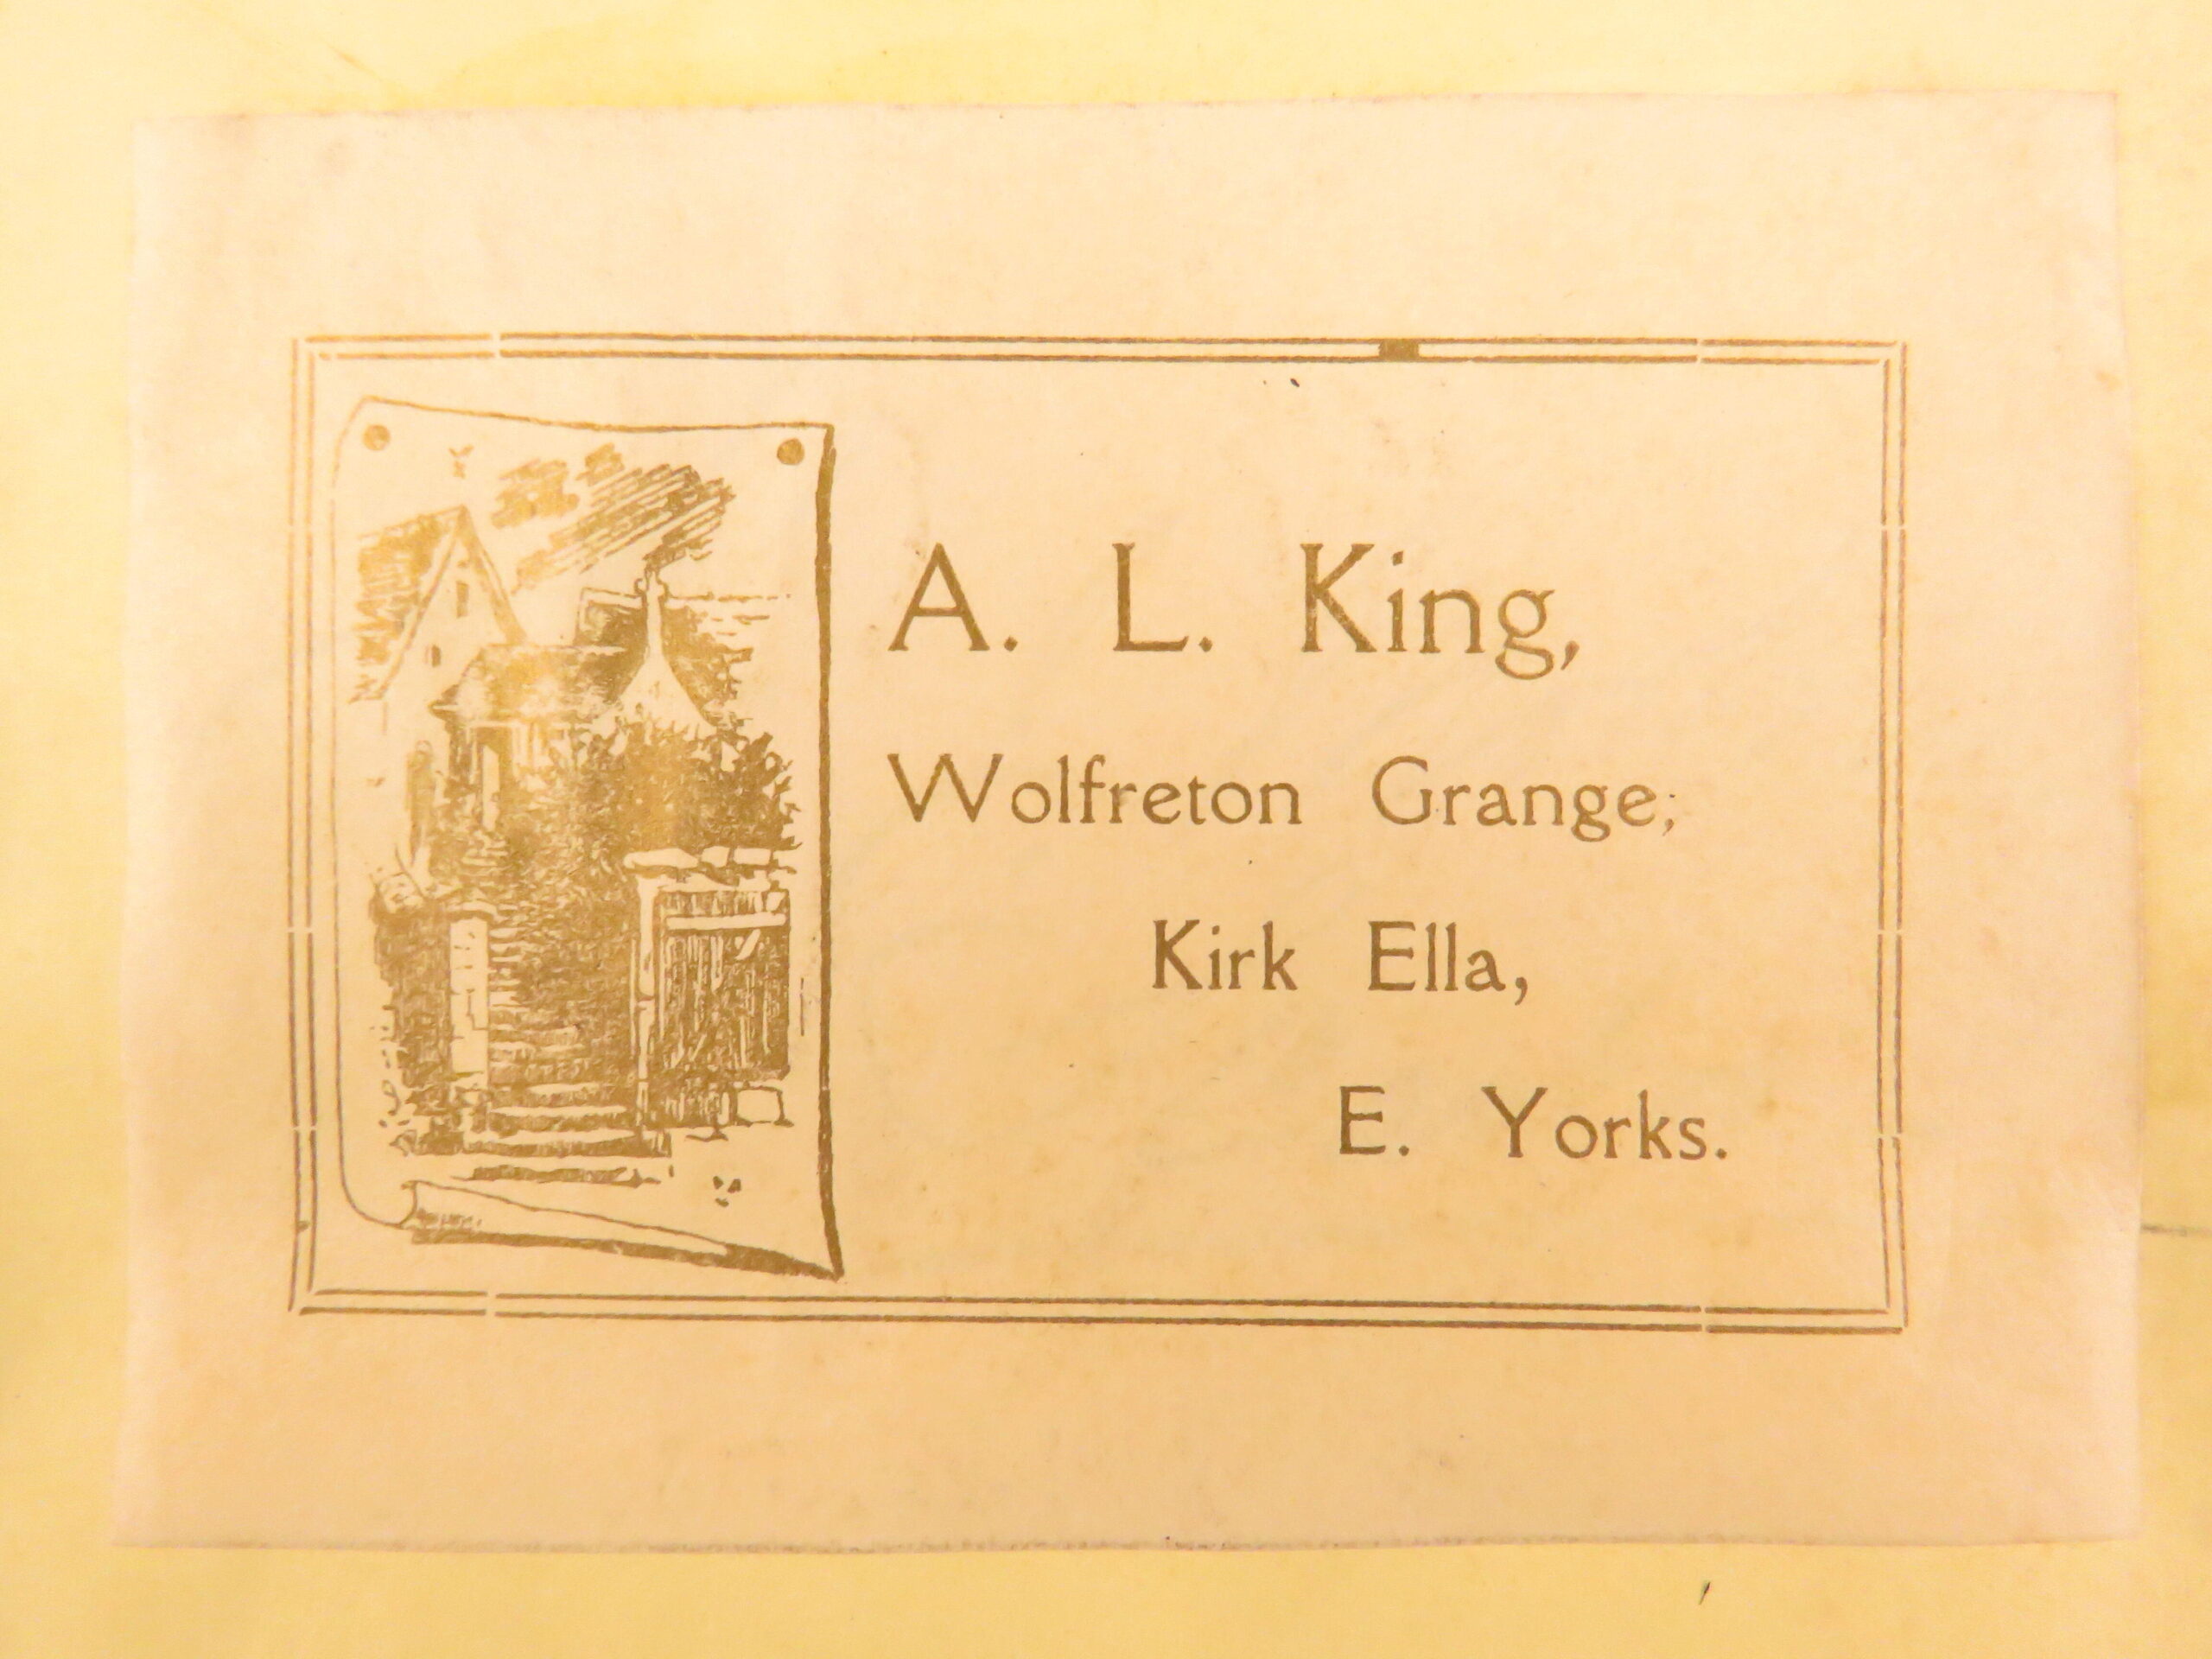 A. L. King,
Wolfreton Grange,
Kirk Ella,
E. Yorks.